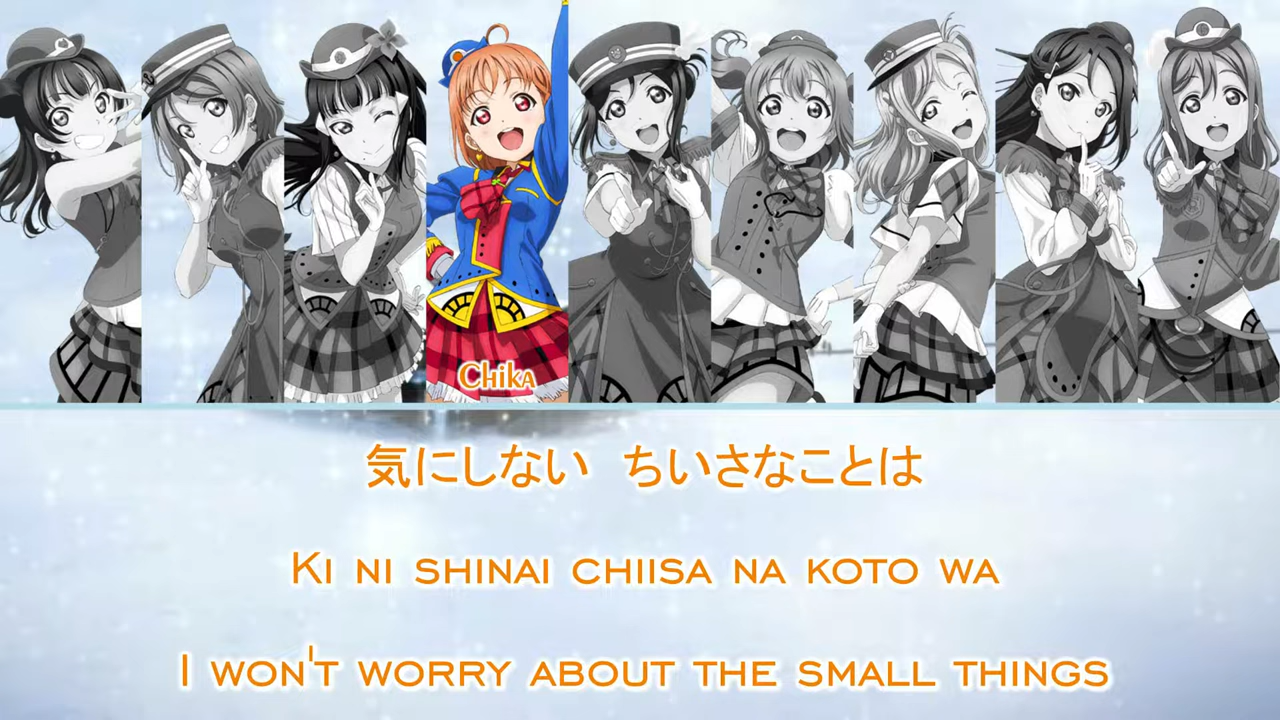 Chika
気にしない　ちいさなことは
Ki ni shinai chiisa na koto wa
I won't worry about the small things